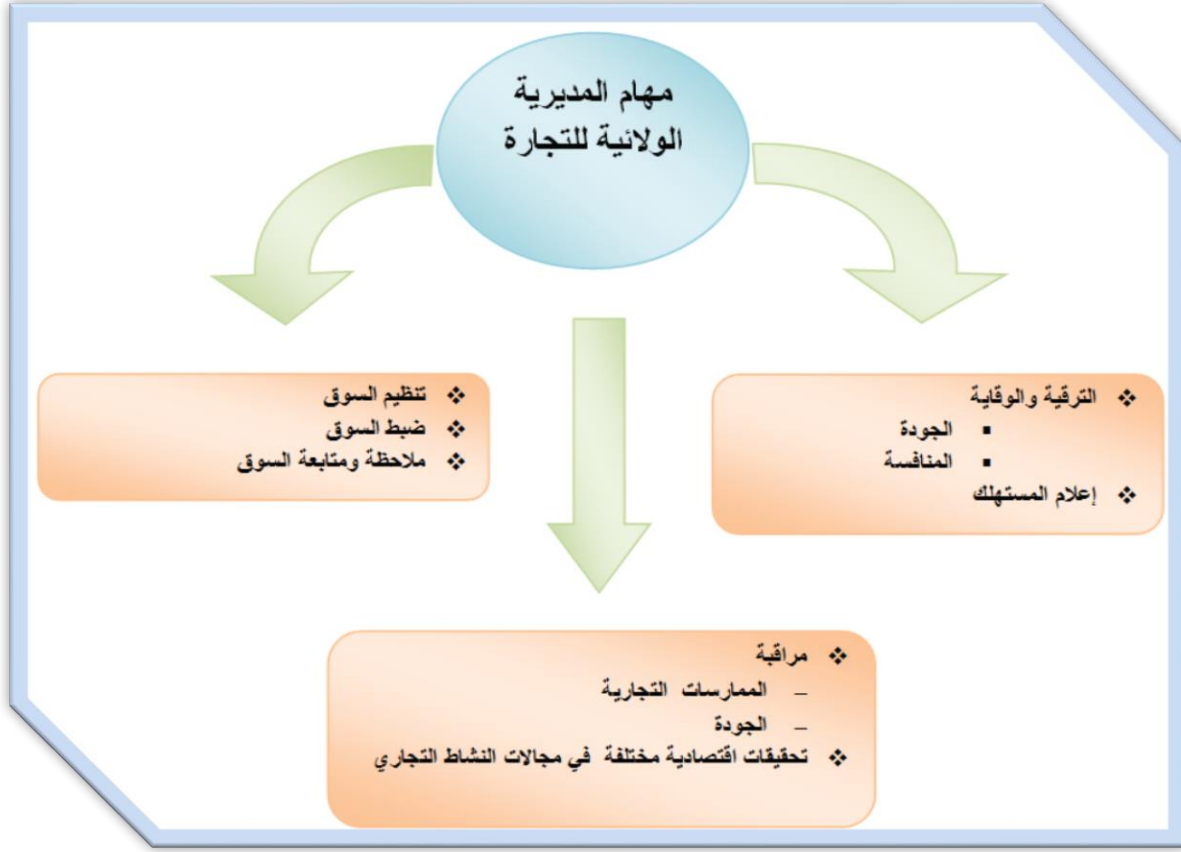 مهام المديرية
الولائية للتجارة
❖ الترقية والوقاية
▪ الجودة
▪ المنافسة
❖ إعلام المستهلك
❖ تنظيم السوق
❖ ضبط السوق
❖ ملاحظة ومتابعة السوق
❖ مراقبة
– الممارسات التجارية
– الجودة
❖ تحقيقات اقتصادية مختلفة في مجالات النشاط التجاري